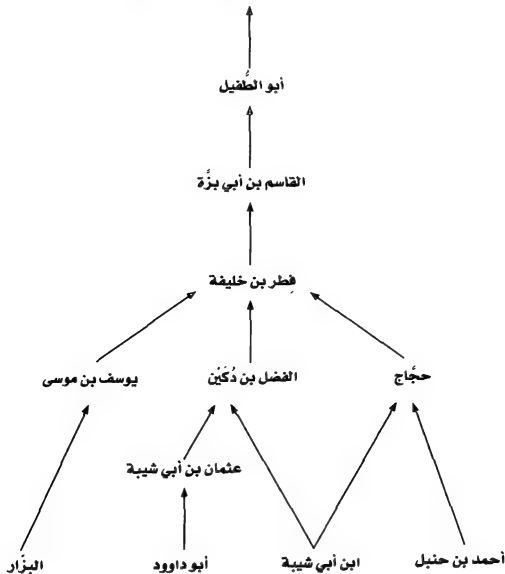 أبو الطُّفيل
القاسم بن أبي بزَّة
فِطر بن خليفة
حجَّاج
الفضل بن دُكَيْن
يوسف بن موسى
عثمان بن أبي شيبة
أحمد بن حنبل
ابن أبي شيبة
أبو داوود
البزَّار